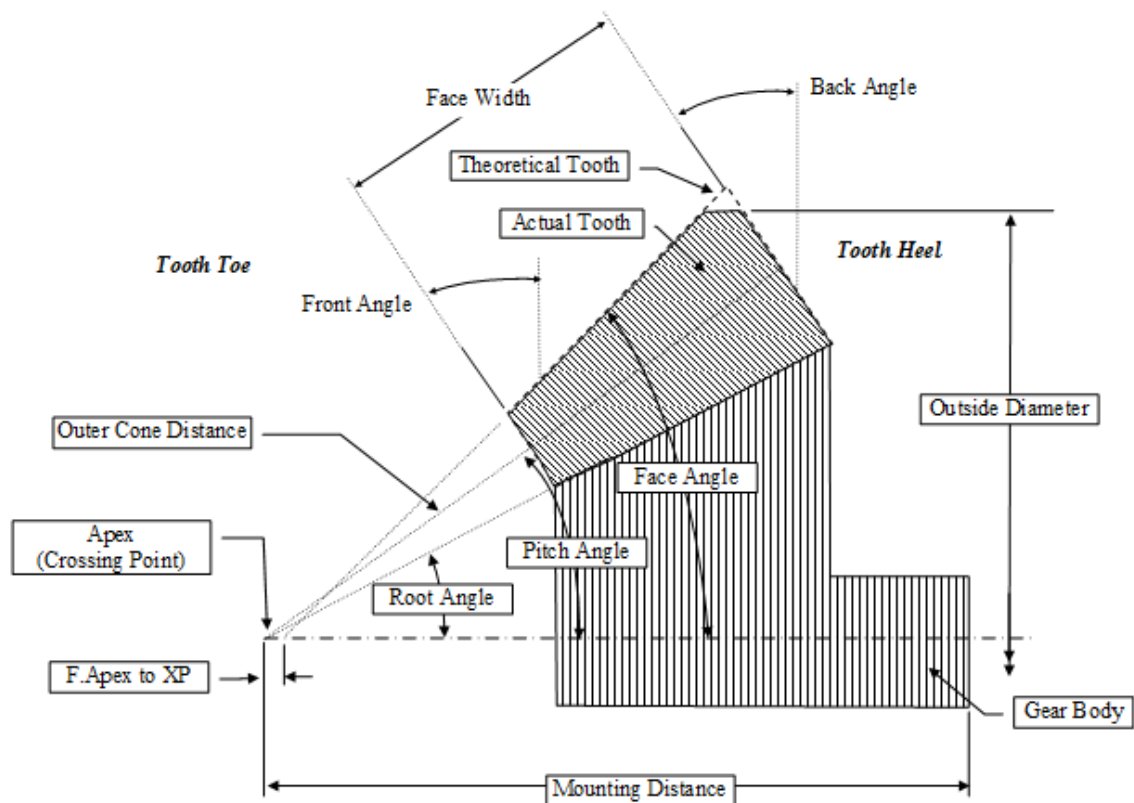 Face Width
Back Angle
Theoretical Tooth
Actual Tooth
Tooth Toe
Tooth Heel
Front Angle
Outside Diameter
Outer Cone Distance
Face Angle
Apex
(Crossing Point)
Pitch Angle
Root Angle
F.Apex to XP
Gear Body
Mounting Distance